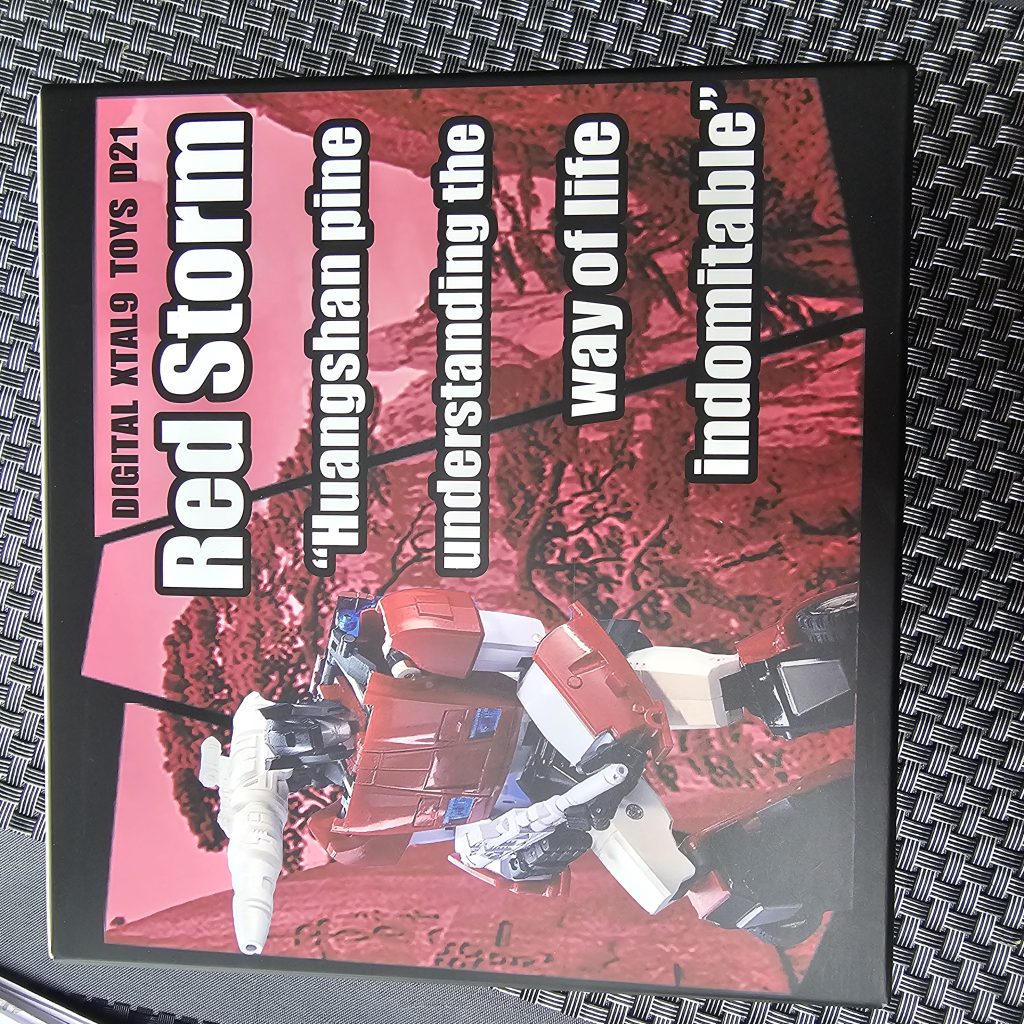 DIGITAL XTAL9 TOYS D21
Red Storm
“Huangshan pine
understanding the
way of life
indomitable”